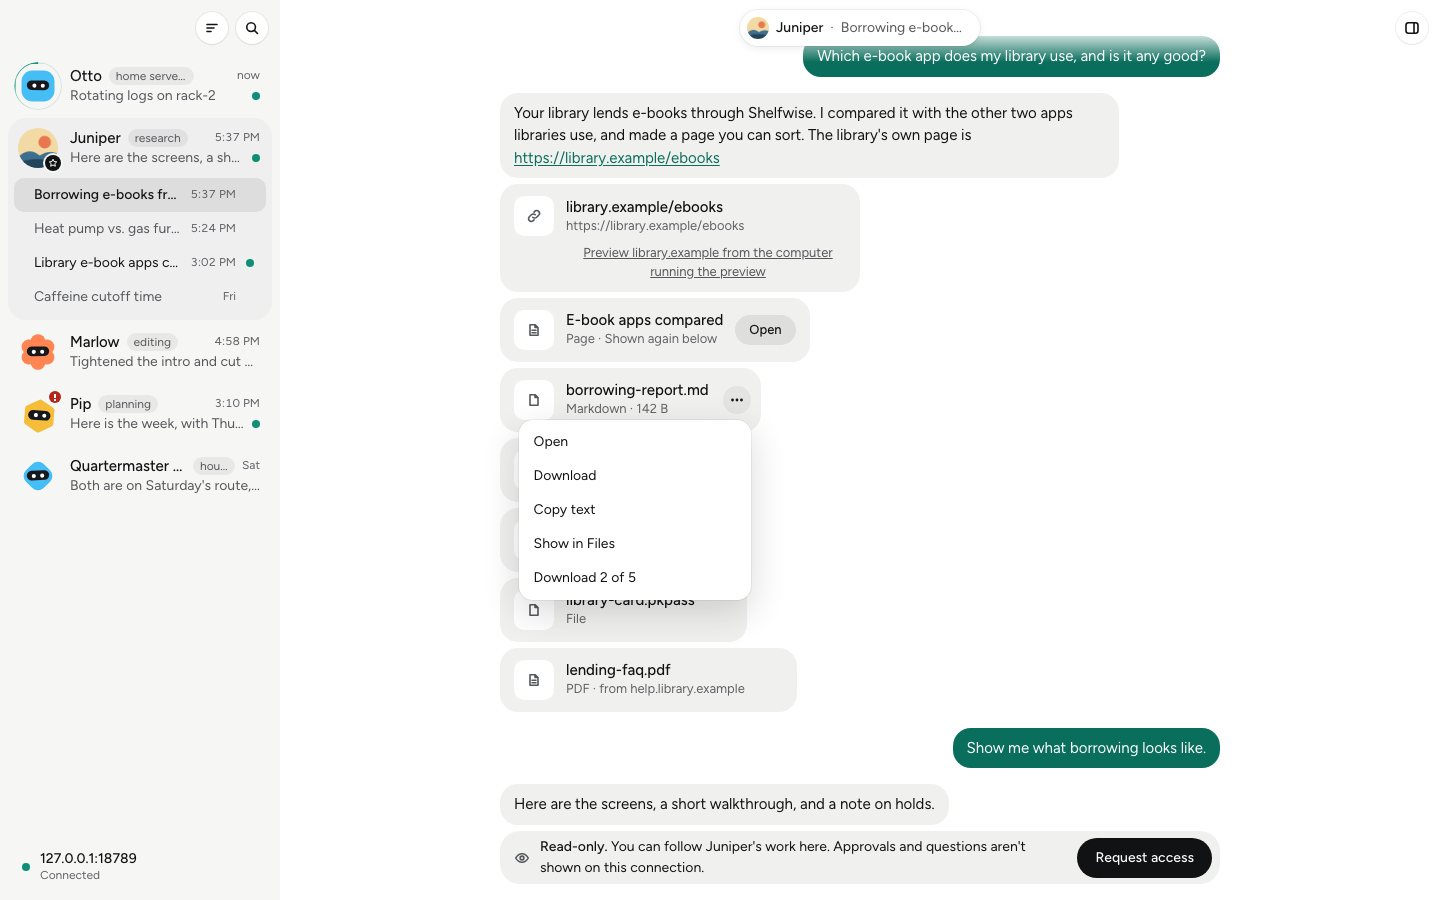 Otto home serve... now
Rotating logs on rack-2
Juniper research 5:37 PM
Here are the screens, a sh...
Borrowing e-books fr... 5:37 PM
Heat pump vs. gas fur... 5:24 PM
Library e-book apps c... 3:02 PM
Caffeine cutoff time Fri
Marlow editing 4:58 PM
Tightened the intro and cut ...
Pip planning 3:10 PM
Here is the week, with Thu...
Quartermaster ... hou... Sat
Both are on Saturday's route,...
127.0.0.1:18789
Connected
Juniper · Borrowing e-book...
Which e-book app does my library use, and is it any good?
Your library lends e-books through Shelfwise. I compared it with the other two apps
libraries use, and made a page you can sort. The library's own page is
https://library.example/ebooks
library.example/ebooks
https://library.example/ebooks
Preview library.example from the computer
running the preview
E-book apps compared
Page · Shown again below
Open
borrowing-report.md
Markdown · 142 B
Open
Download
Copy text
Show in Files
Download 2 of 5
library-card.pkpass
File
lending-faq.pdf
PDF · from help.library.example
Show me what borrowing looks like.
Here are the screens, a short walkthrough, and a note on holds.
Read-only. You can follow Juniper's work here. Approvals and questions aren't
shown on this connection.
Request access